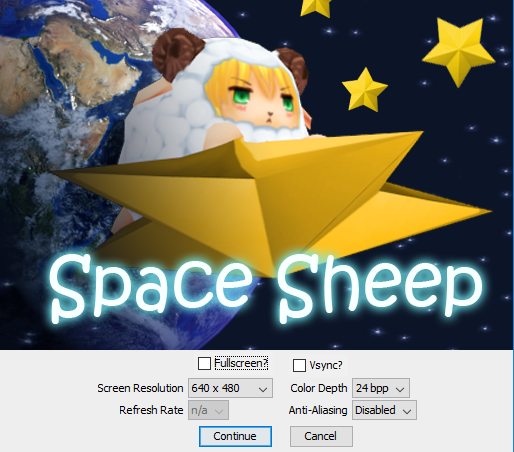 Space Sheep
Fullscreen? Vsync?
Screen Resolution 640 x 480 Color Depth 24 bpp
Refresh Rate n/a Anti-Aliasing Disabled
Continue Cancel